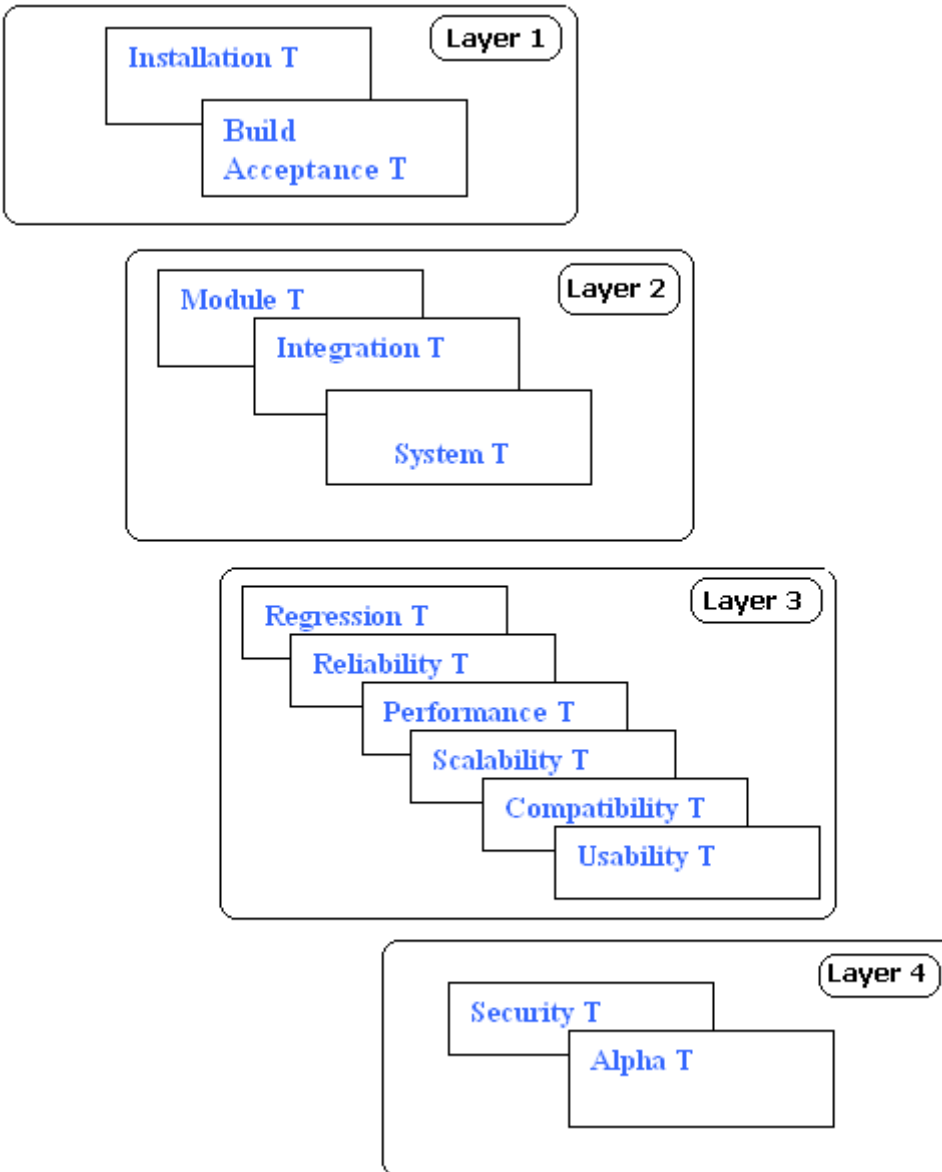 Layer 1
Installation T
Build
Acceptance T
Layer 2
Module T
Integration T
System T
Layer 3
Regression T
Reliability T
Performance T
Scalability T
Compatibility T
Usability T
Layer 4
Security T
Alpha T